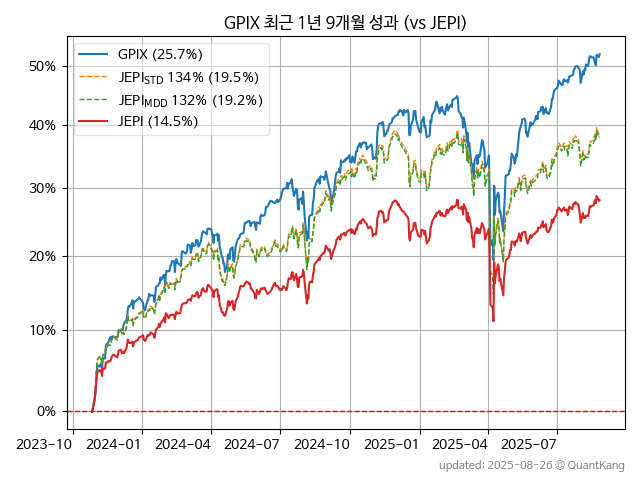 GPIX 최근 1년 9개월 성과 (vs JEPI)
GPIX (25.7%)
JEPI_STD 134% (19.5%)
JEPI_MDD 132% (19.2%)
JEPI (14.5%)
50%
40%
30%
20%
10%
0%
2023-10 2024-01 2024-04 2024-07 2024-10 2025-01 2025-04 2025-07
updated: 2025-08-26 © QuantKang